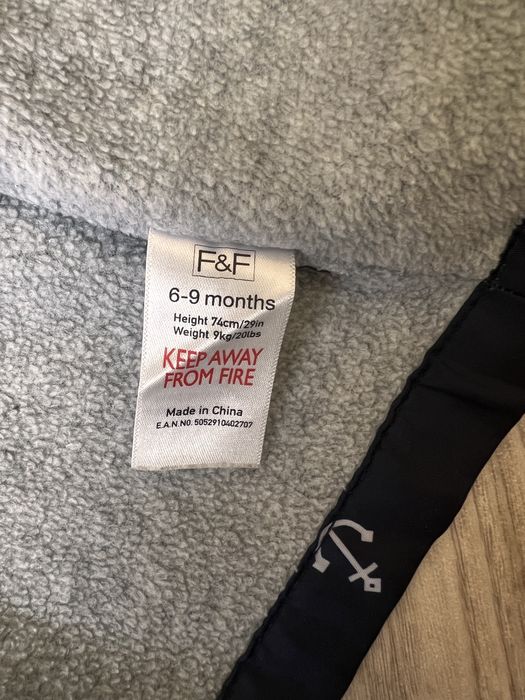 F&F
6-9 months
Height 74cm/29in
Weight 9kg/20lbs
KEEP AWAY
FROM FIRE
Made in China
E.A.N.NO. 5052910402707